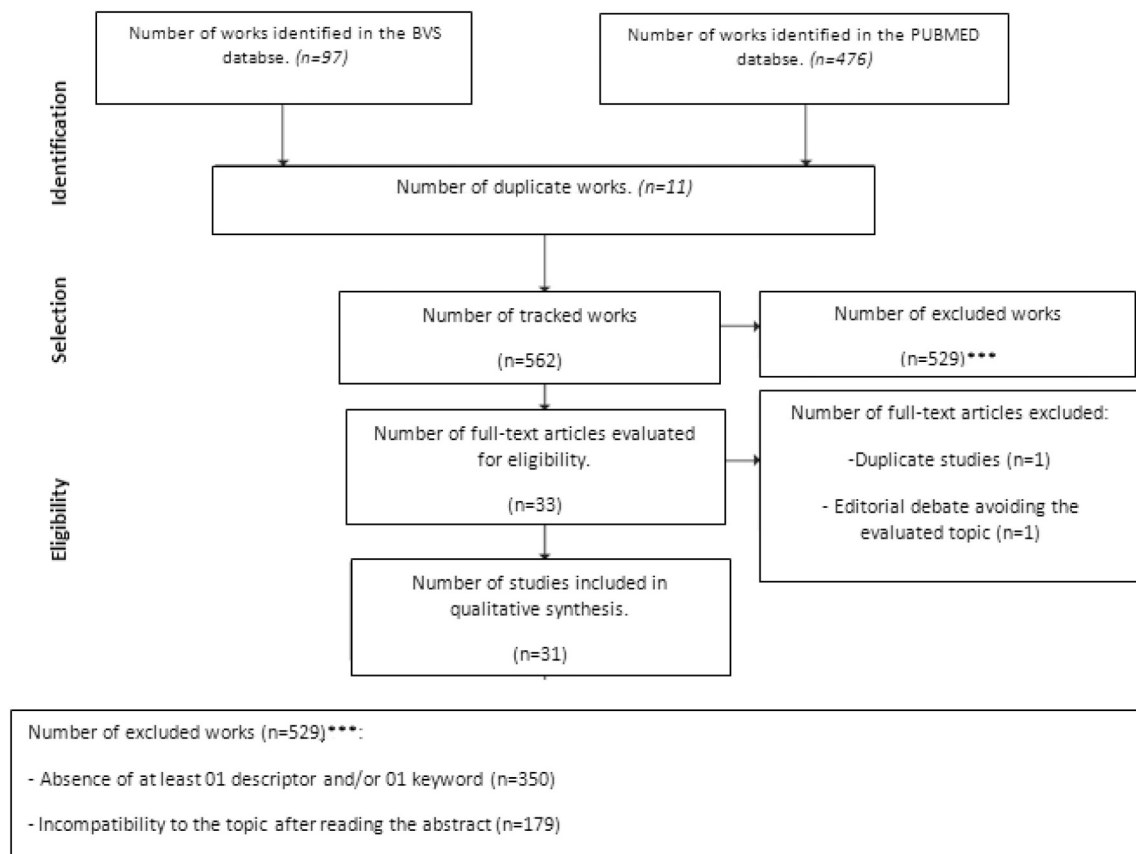 Number of works identified in the BVS
databse. (n=97)
Number of works identified in the PUBMED
databse. (n=476)
Identification
Number of duplicate works. (n=11)
Selection
Number of tracked works
(n=562)
Number of excluded works
(n=529)***
Eligibility
Number of full-text articles evaluated
for eligibility.
(n=33)
Number of full-text articles excluded:
-Duplicate studies (n=1)
- Editorial debate avoiding the
evaluated topic (n=1)
Number of studies included in
qualitative synthesis.
(n=31)
Number of excluded works (n=529)***:
- Absence of at least 01 descriptor and/or 01 keyword (n=350)
- Incompatibility to the topic after reading the abstract (n=179)